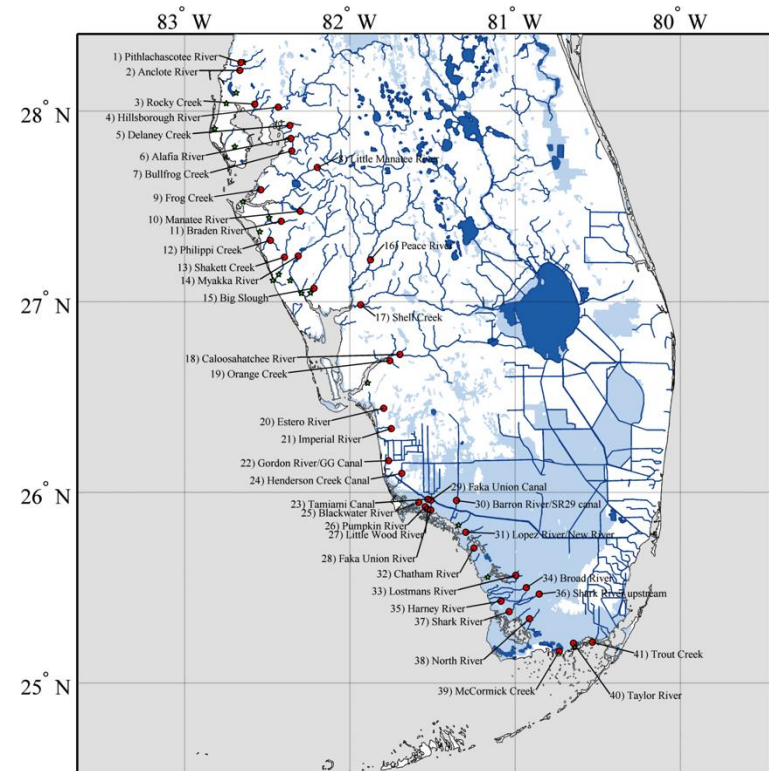 83° W
82° W
81° W
80° W
1) Pithlachascotee River
2) Anclote River
28° N
3) Rocky Creek
4) Hillsborough River
5) Delaney Creek
6) Alafia River
7) Bullfrog Creek
8) Little Manatee River
9) Frog Creek
10) Manatee River
11) Braden River
12) Philippi Creek
16) Peace River
13) Shakett Creek
14) Myakka River
15) Big Slough
27° N
17) Shell Creek
18) Caloosahatchee River
19) Orange Creek
20) Estero River
21) Imperial River
22) Gordon River/GG Canal
24) Henderson Creek Canal
29) Faka Union Canal
26° N
23) Tamiami Canal
30) Barron River/SR29 canal
25) Blackwater River
26) Pumpkin River
27) Little Wood River
31) Lopez River/New River
28) Faka Union River
32) Chatham River
33) Lostmans River
34) Broad River
36) Shark River upstream
35) Harney River
37) Shark River
38) North River
41) Trout Creek
25° N
39) McCormick Creek
40) Taylor River